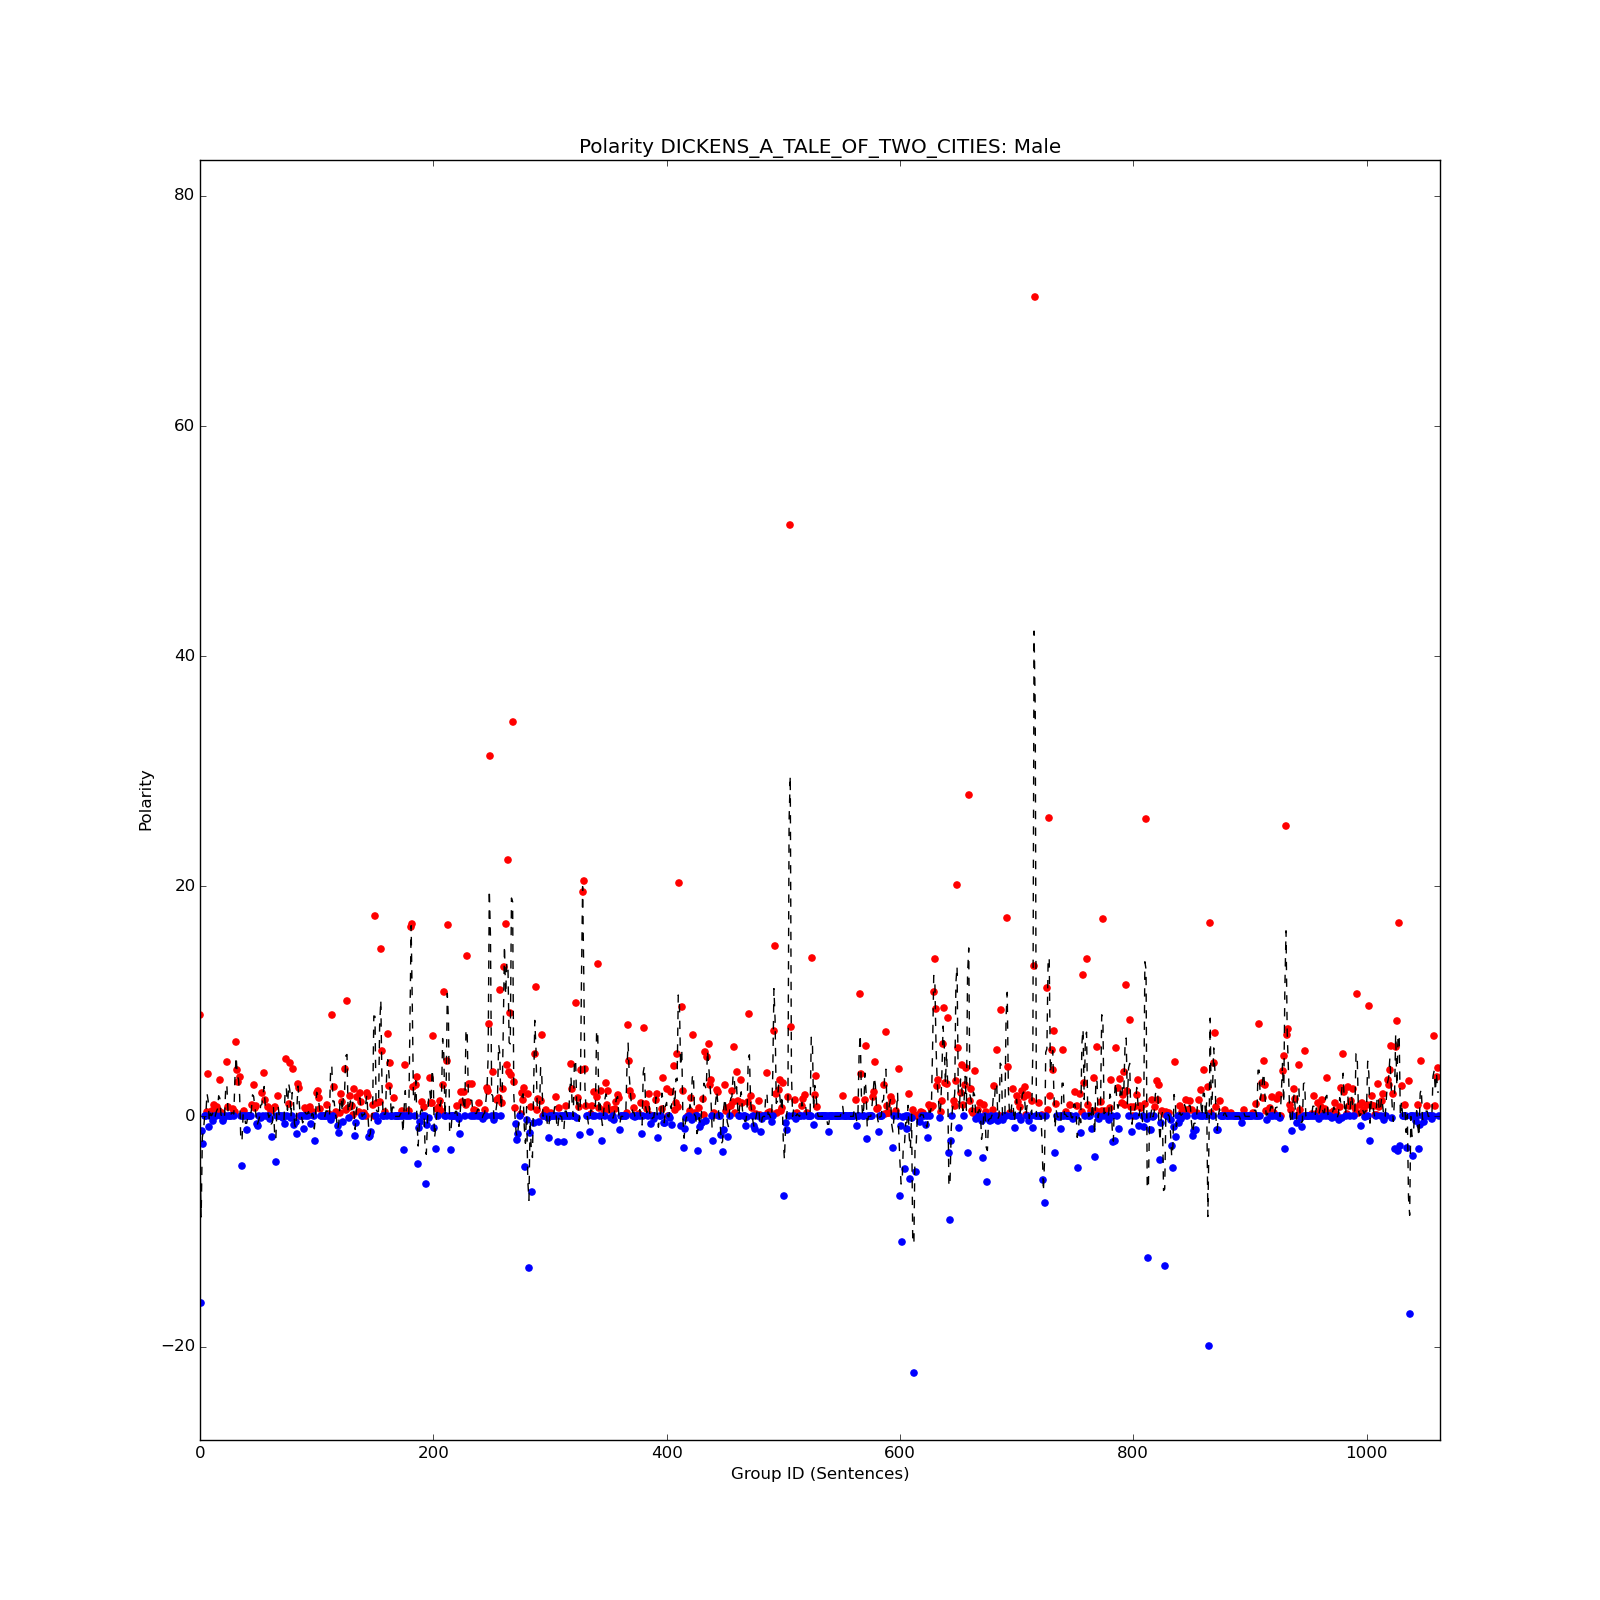 Polarity DICKENS_A_TALE_OF_TWO_CITIES: Male
80
60
40
20
0
−20
Polarity
0 200 400 600 800 1000
Group ID (Sentences)